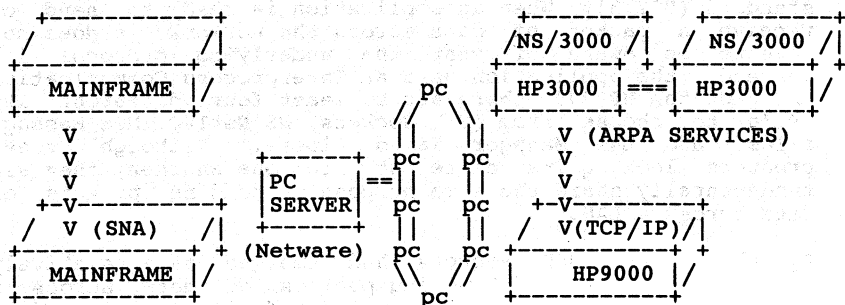 NS/3000 NS/3000
MAINFRAME pc HP3000 === HP3000
V V (ARPA SERVICES)
V pc pc V
V PC == V
V SERVER pc pc V
V (SNA) V(TCP/IP)
(Netware) pc pc
MAINFRAME HP9000
pc